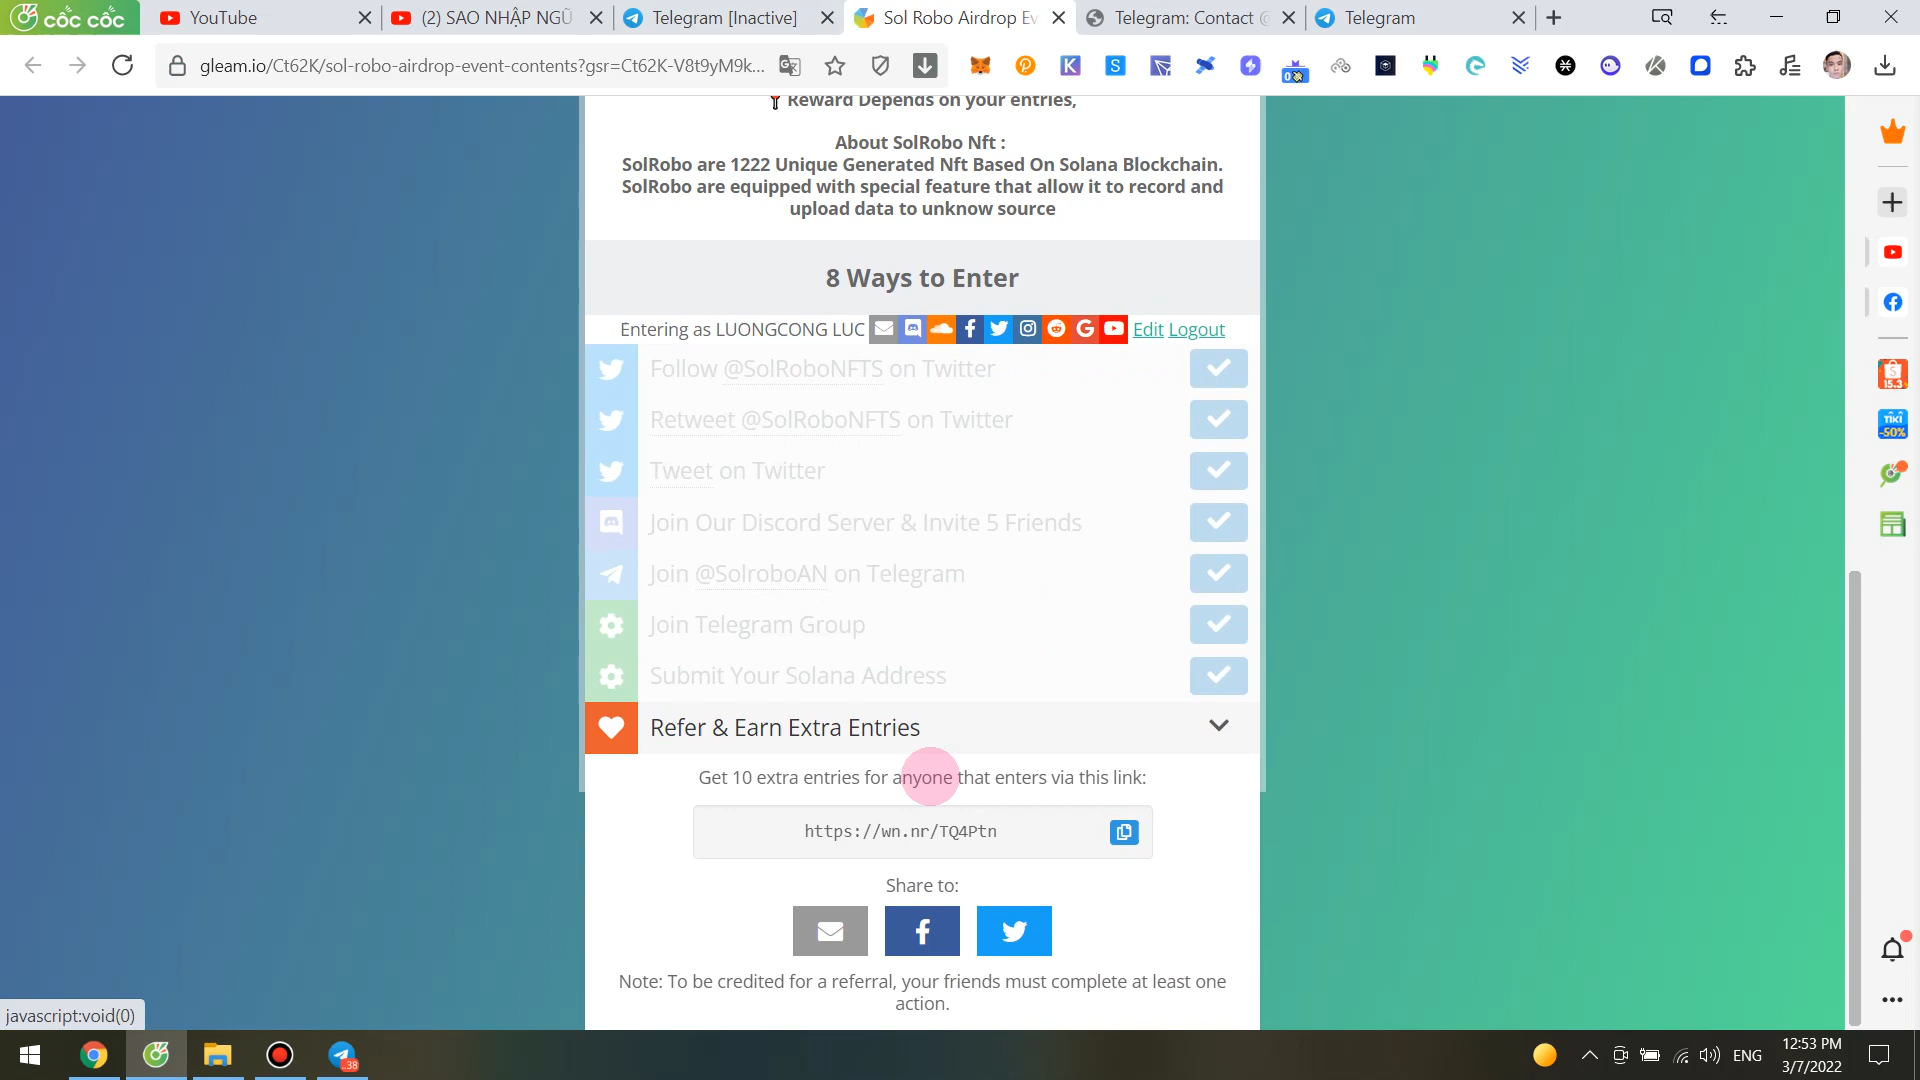 cốc cốc
YouTube
(2) SAO NHẬP NGŨ
Telegram [Inactive]
Sol Robo Airdrop Ev
Telegram: Contact @
Telegram
gleam.io/Ct62K/sol-robo-airdrop-event-contents?gsr=Ct62K-V8t9yM9k...
Reward Depends on your entries,
About SolRobo Nft :
SolRobo are 1222 Unique Generated Nft Based On Solana Blockchain.
SolRobo are equipped with special feature that allow it to record and
upload data to unknow source
8 Ways to Enter
Entering as LUONGCONG LUC
Edit Logout
Follow @SolRoboNFTS on Twitter
Retweet @SolRoboNFTS on Twitter
Tweet on Twitter
Join Our Discord Server & Invite 5 Friends
Join @SolroboAN on Telegram
Join Telegram Group
Submit Your Solana Address
Refer & Earn Extra Entries
Get 10 extra entries for anyone that enters via this link:
https://wn.nr/TQ4Ptn
Share to:
Note: To be credited for a referral, your friends must complete at least one
action.
15.3
TIKI
-50%
javascript:void(0)
38
ENG
12:53 PM
3/7/2022